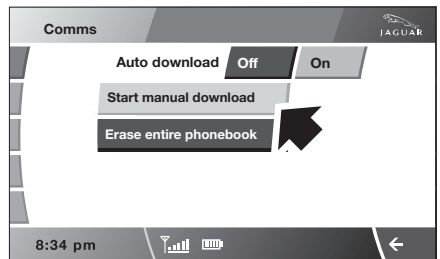 Comms
JAGUAR
Auto download Off On
Start manual download
Erase entire phonebook
8:34 pm